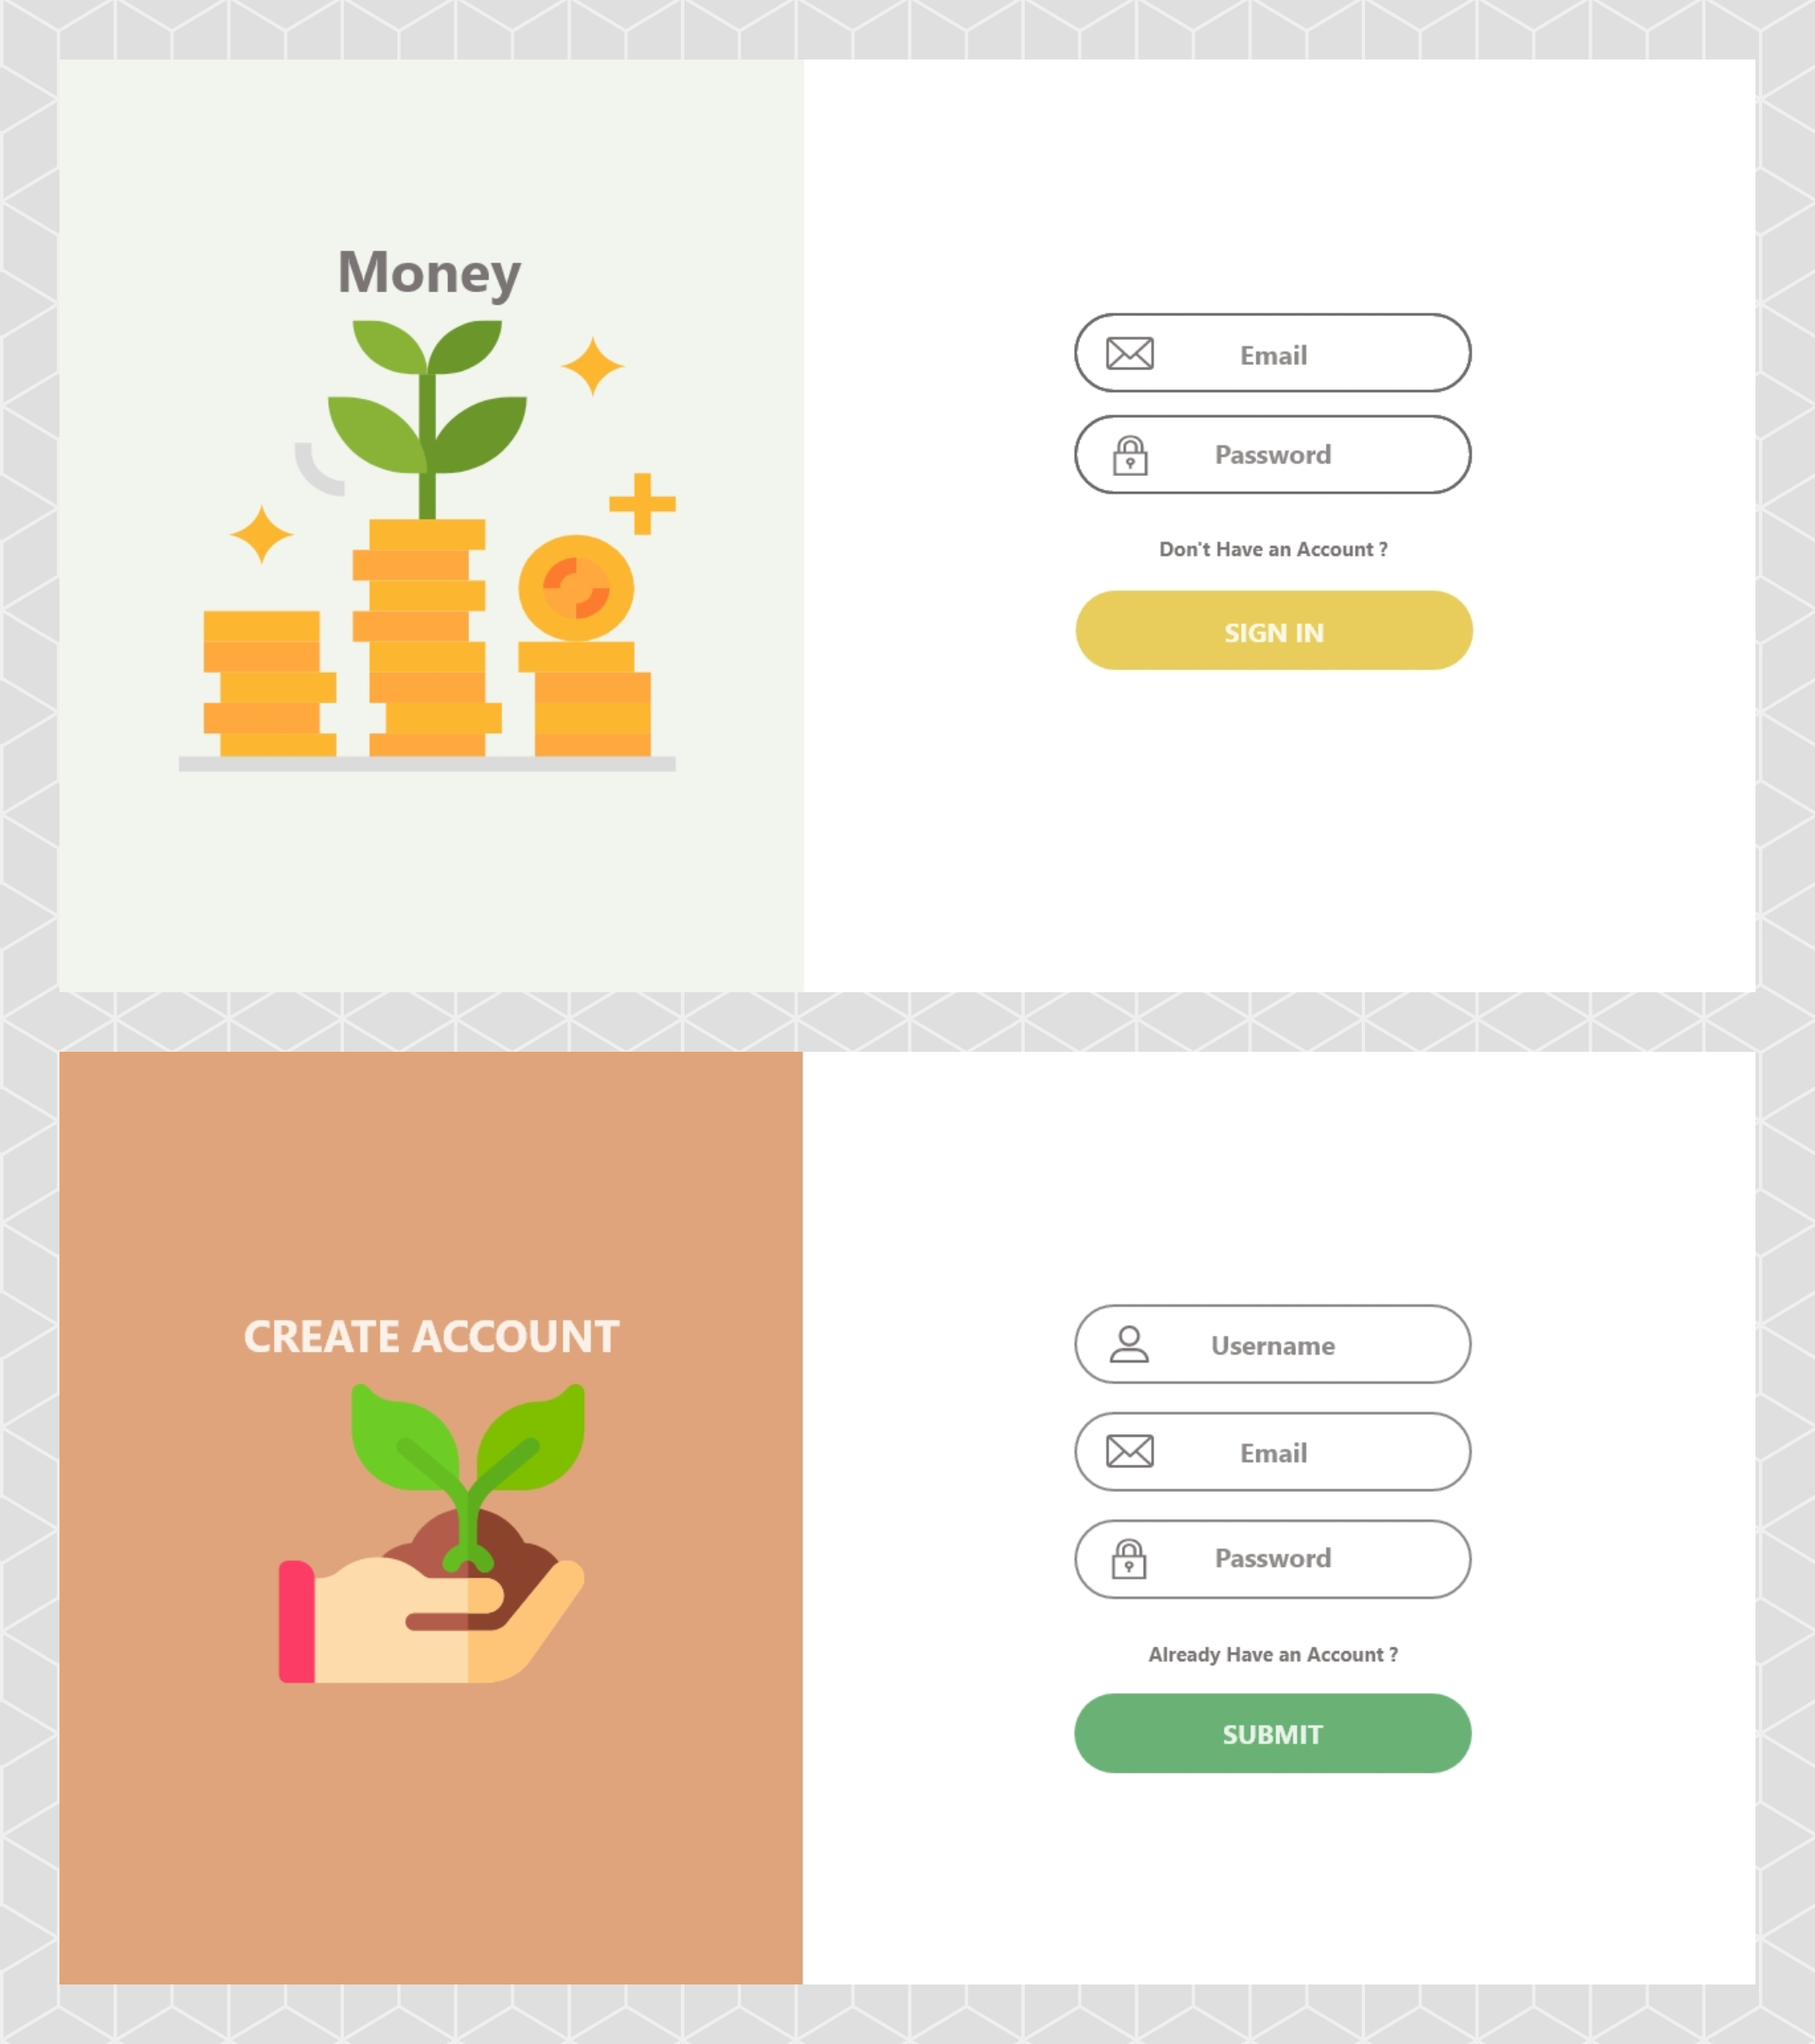 Money
Email
Password
Don't Have an Account ?
SIGN IN
CREATE ACCOUNT
Username
Email
Password
Already Have an Account ?
SUBMIT